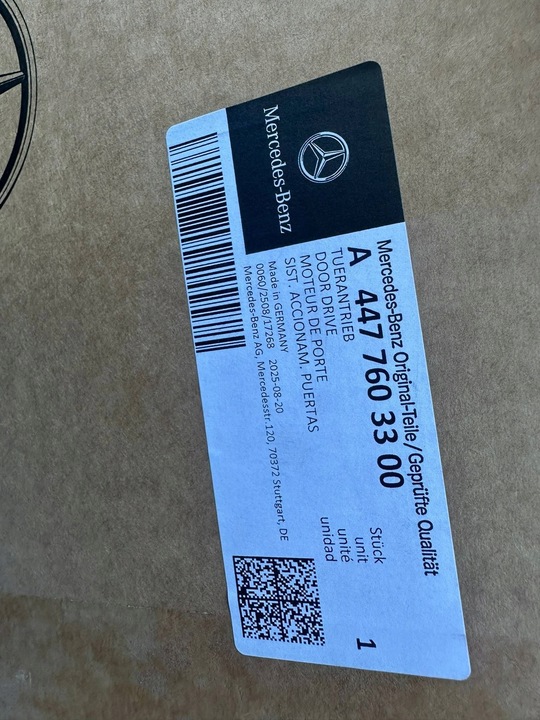 Mercedes-Benz
Mercedes-Benz Original-Teile/Geprüfte Qualität
A 447 760 33 00
TUERANTRIEB
DOOR DRIVE
MOTEUR DE PORTE
SIST. ACCIONAM. PUERTAS
Stück
unit
unité
unidad
1
Made in GERMANY
0060/2508/17268 2025-08-20
Mercedes-Benz AG, Mercedesstr.120, 70372 Stuttgart, DE